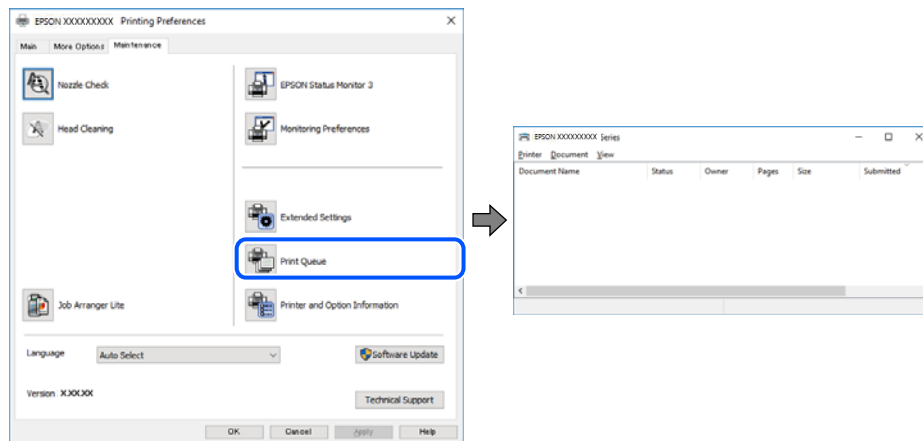 EPSON XXXXXXXXX Printing Preferences
Main More Options Maintenance
Nozzle Check
EPSON Status Monitor 3
Head Cleaning
Monitoring Preferences
Extended Settings
Print Queue
Job Arranger Lite
Printer and Option Information
Language Auto Select
Software Update
Version X.XX.XX
Technical Support
OK Cancel Apply Help
EPSON XXXXXXXXX Series
Printer Document View
Document Name Status Owner Pages Size Submitted